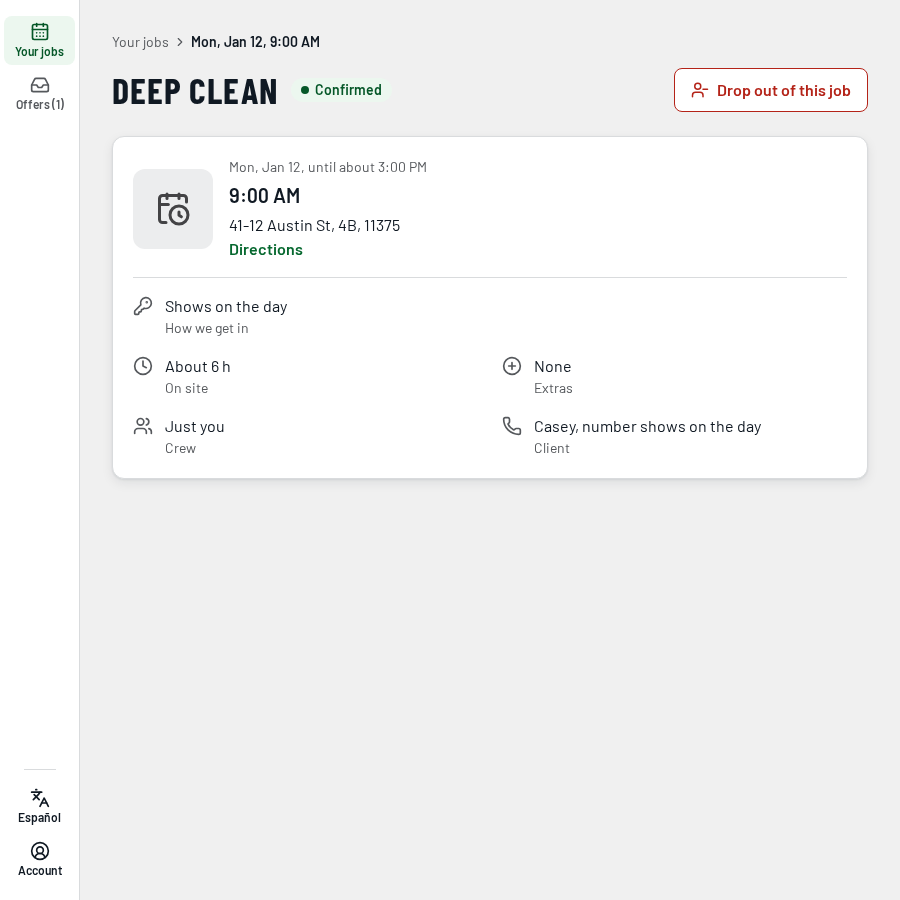 Your jobs
Offers (1)
Español
Account
Your jobs > Mon, Jan 12, 9:00 AM
DEEP CLEAN
Confirmed
Drop out of this job
Mon, Jan 12, until about 3:00 PM
9:00 AM
41-12 Austin St, 4B, 11375
Directions
Shows on the day
How we get in
About 6 h
On site
None
Extras
Just you
Crew
Casey, number shows on the day
Client